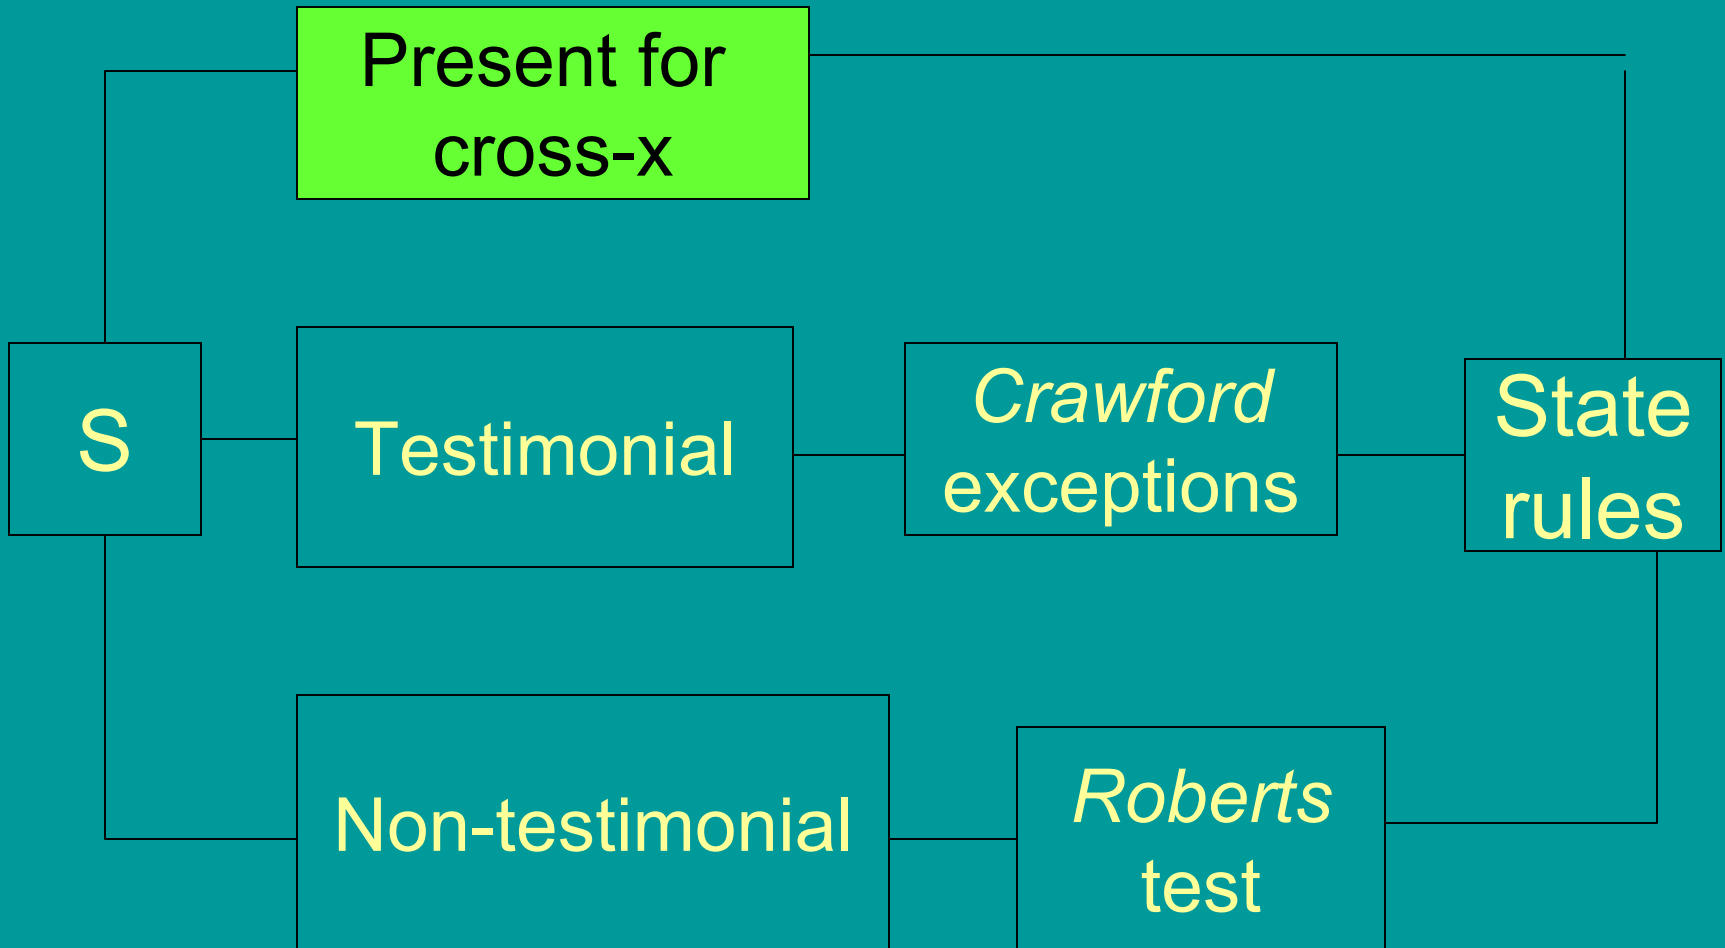 Present for
cross-x
S
Testimonial
Crawford
exceptions
State
rules
Non-testimonial
Roberts
test